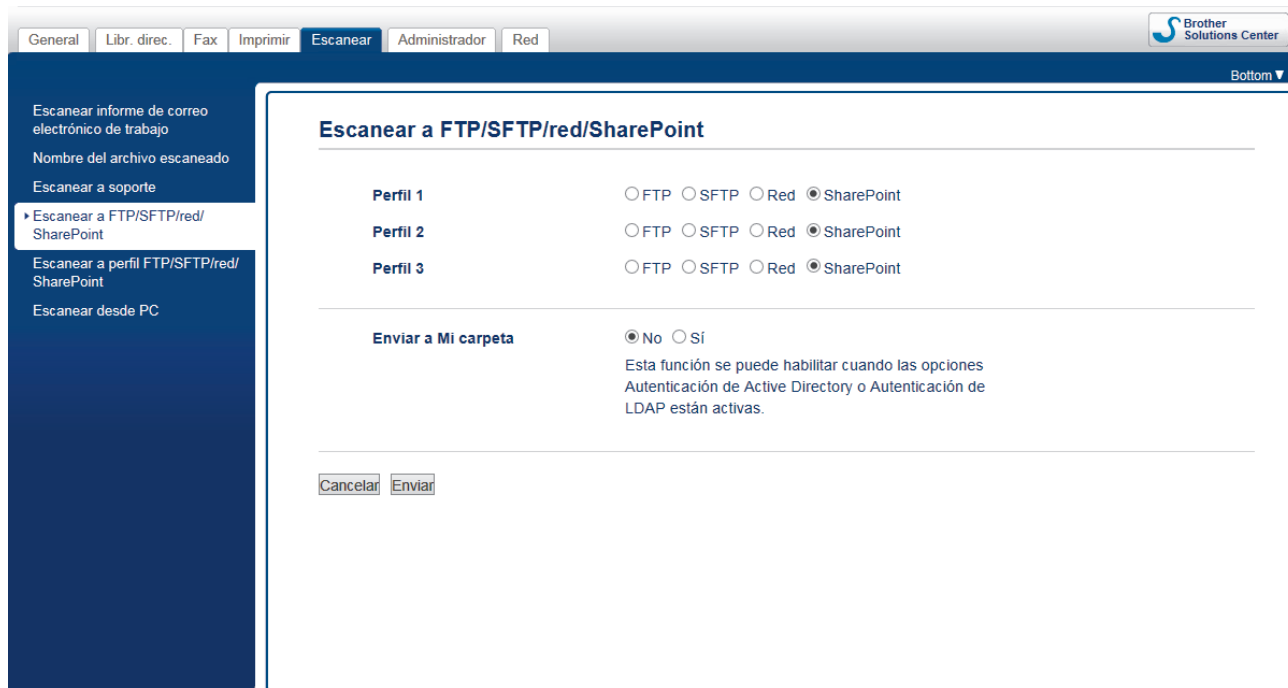 General Libr. direc. Fax Imprimir Escanear Administrador Red
Brother
Solutions Center
Bottom▼
Escanear informe de correo
electrónico de trabajo
Nombre del archivo escaneado
Escanear a soporte
Escanear a FTP/SFTP/red/
SharePoint
Escanear a perfil FTP/SFTP/red/
SharePoint
Escanear desde PC
Escanear a FTP/SFTP/red/SharePoint
Perfil 1 FTP SFTP Red SharePoint
Perfil 2 FTP SFTP Red SharePoint
Perfil 3 FTP SFTP Red SharePoint
Enviar a Mi carpeta No Sí
Esta función se puede habilitar cuando las opciones
Autenticación de Active Directory o Autenticación de
LDAP están activas.
Cancelar Enviar